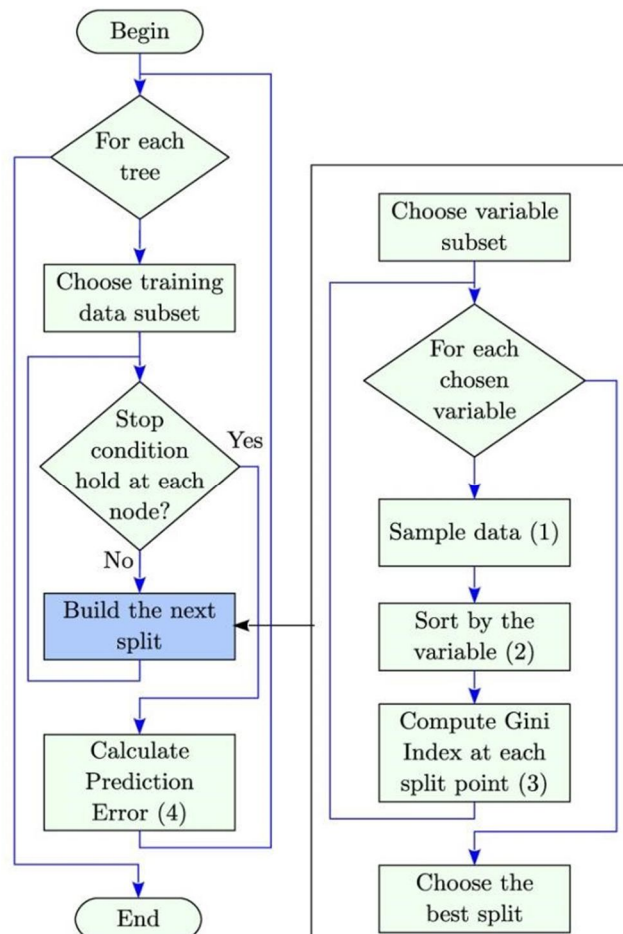 Begin
For each
tree
Choose training
data subset
Stop
condition
hold at each
node?
Yes
No
Build the next
split
Calculate
Prediction
Error (4)
End
Choose variable
subset
For each
chosen
variable
Sample data (1)
Sort by the
variable (2)
Compute Gini
Index at each
split point (3)
Choose the
best split